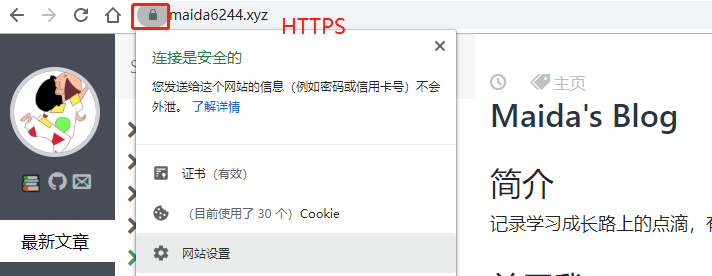 maida6244.xyz
HTTPS
连接是安全的
您发送给这个网站的信息（例如密码或信用卡号）不会
外泄。 了解详情
证书（有效）
（目前使用了 30 个）Cookie
网站设置
S
最新文章
主页
Maida's Blog
简介
记录学习成长路上的点滴，